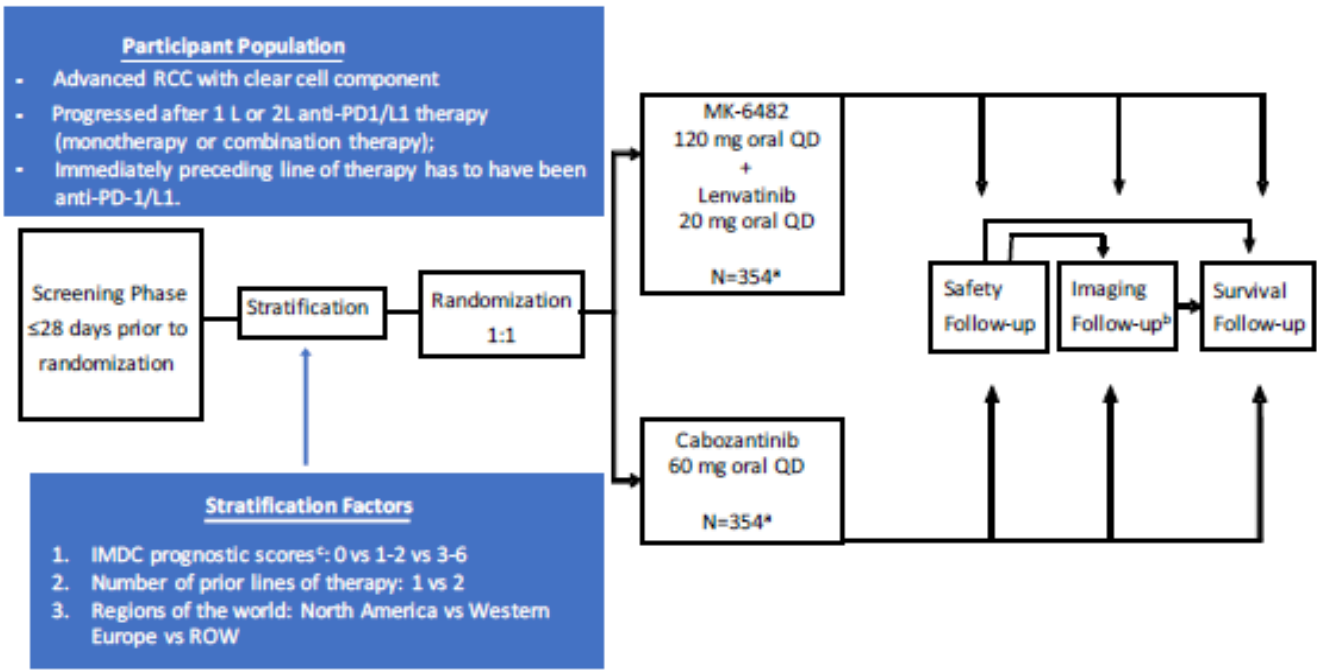 Participant Population
- Advanced RCC with clear cell component
- Progressed after 1 L or 2L anti-PD1/L1 therapy
(monotherapy or combination therapy);
- Immediately preceding line of therapy has to have been
anti-PD-1/L1.
Screening Phase
≤28 days prior to
randomization
Stratification
Randomization
1:1
MK-6482
120 mg oral QD
+
Lenvatinib
20 mg oral QD
N=354ᵃ
Cabozantinib
60 mg oral QD
N=354ᵃ
Safety
Follow-up
Imaging
Follow-upᵇ
Survival
Follow-up
Stratification Factors
1. IMDC prognostic scoresᶜ: 0 vs 1-2 vs 3-6
2. Number of prior lines of therapy: 1 vs 2
3. Regions of the world: North America vs Western
Europe vs ROW